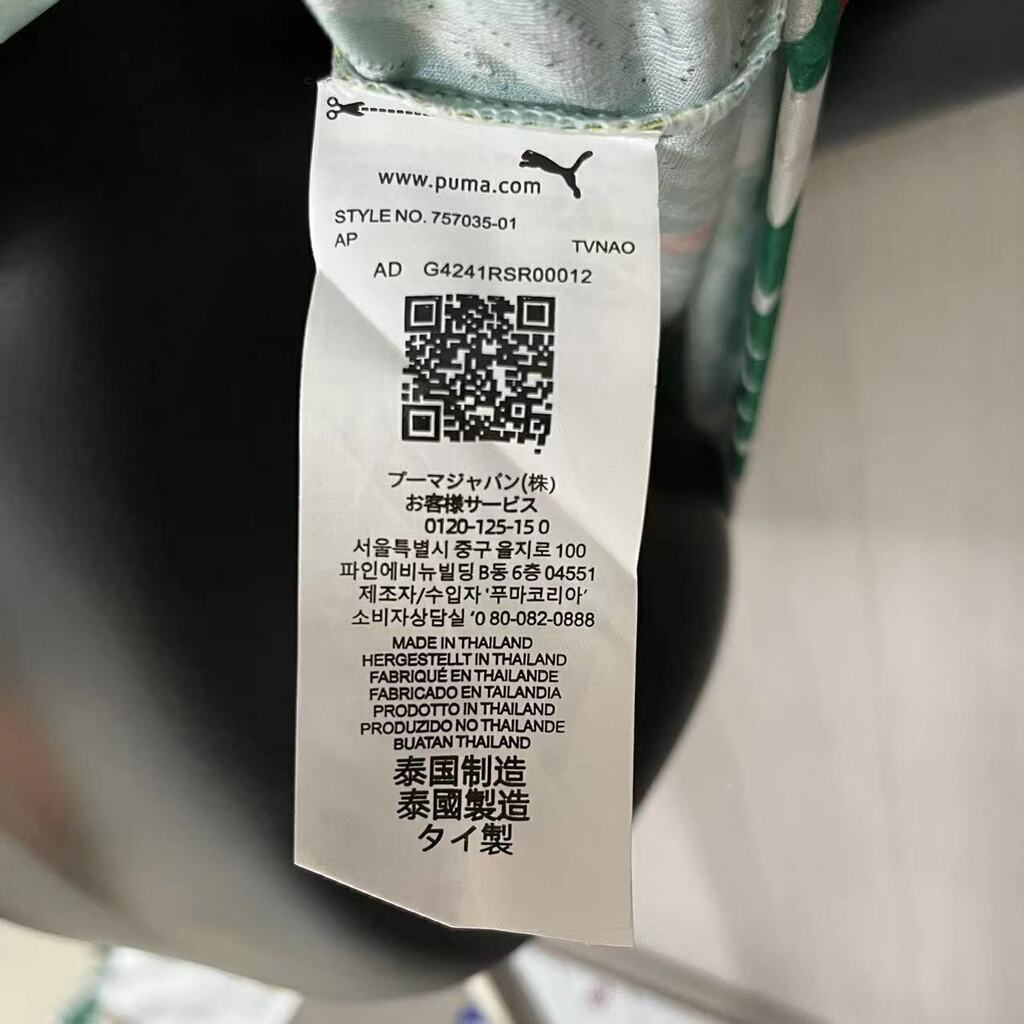 www.puma.com
STYLE NO. 757035-01
AP TVNAO
AD G4241RSR00012
プーマジャパン(株)
お客様サービス
0120-125-15 0
서울특별시 중구 을지로 100
파인에비뉴빌딩 B동 6층 04551
제조자/수입자 '푸마코리아'
소비자상담실 '0 80-082-0888
MADE IN THAILAND
HERGESTELLT IN THAILAND
FABRIQUÉ EN THAILANDE
FABRICADO EN TAILANDIA
PRODOTTO IN THAILAND
PRODUZIDO NO THAILANDE
BUATAN THAILAND
泰国制造
泰國製造
タイ製